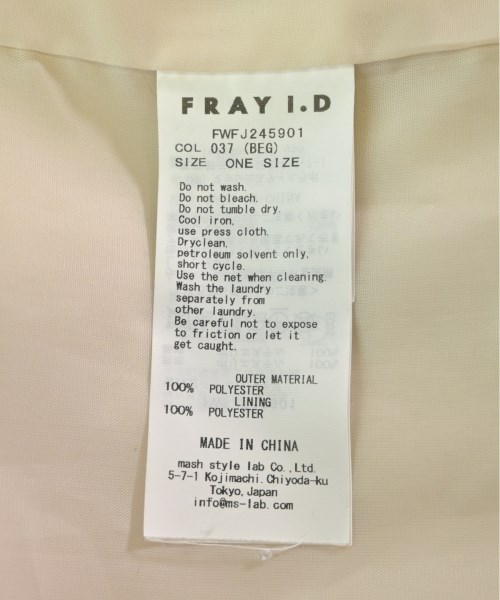 FRAY I.D
FWFJ245901
COL 037 (BEG)
SIZE ONE SIZE
Do not wash.
Do not bleach.
Do not tumble dry.
Cool iron,
use press cloth.
Dryclean,
petroleum solvent only,
short cycle.
Use the net when cleaning.
Wash the laundry
separately from
other laundry.
Be careful not to expose
to friction or let it
get caught.
OUTER MATERIAL
100% POLYESTER
LINING
100% POLYESTER
MADE IN CHINA
mash style lab Co.,Ltd.
5-7-1 Kojimachi, Chiyoda-ku
Tokyo, Japan
info@ms-lab.com